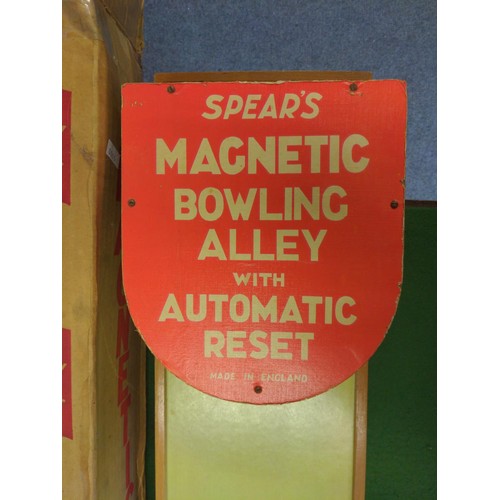 SPEAR'S
MAGNETIC
BOWLING
ALLEY
WITH
AUTOMATIC
RESET
MADE IN ENGLAND